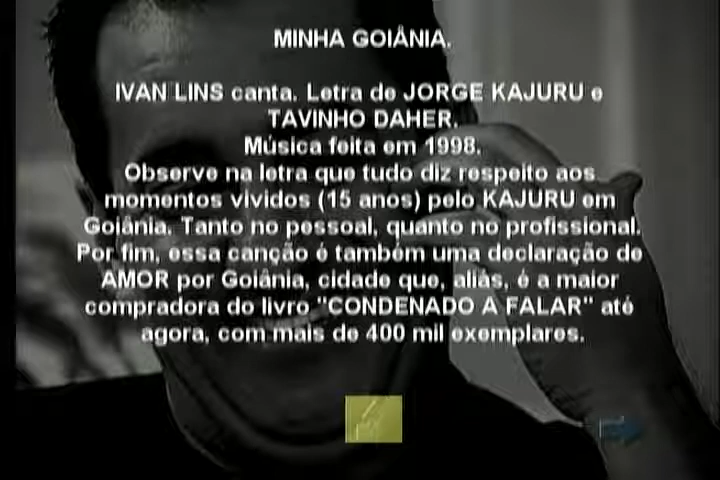 MINHA GOIÂNIA.
IVAN LINS canta. Letra de JORGE KAJURU e
TAVINHO DAHER.
Música feita em 1998.
Observe na letra que tudo diz respeito aos
momentos vividos (15 anos) pelo KAJURU em
Goiânia. Tanto no pessoal, quanto no profissional.
Por fim, essa canção é também uma declaração de
AMOR por Goiânia, cidade que, aliás, é a maior
compradora do livro "CONDENADO A FALAR" até
agora, com mais de 400 mil exemplares.